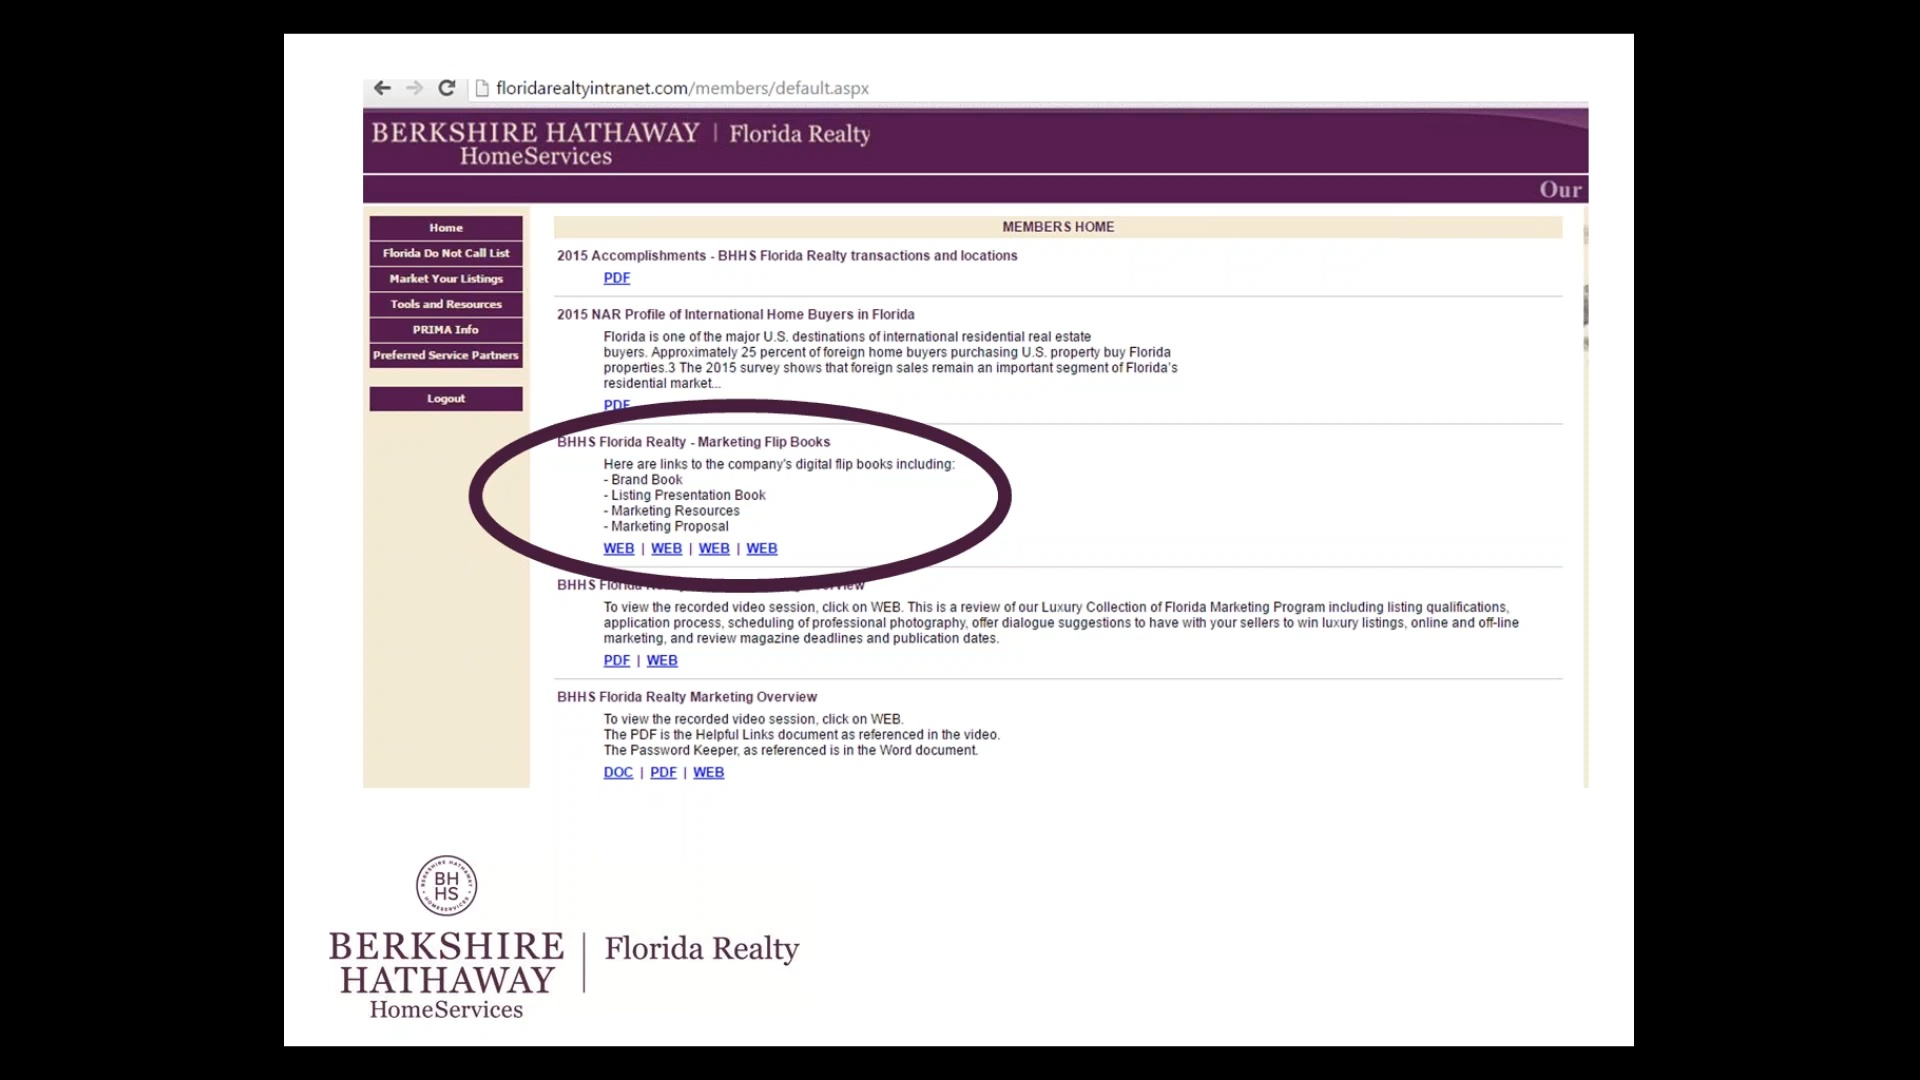 floridarealtyintranet.com/members/default.aspx
BERKSHIRE HATHAWAY | Florida Realty
HomeServices
Our
Home
Florida Do Not Call List
Market Your Listings
Tools and Resources
PRIMA Info
Preferred Service Partners
Logout
MEMBERS HOME
2015 Accomplishments - BHHS Florida Realty transactions and locations
PDF
2015 NAR Profile of International Home Buyers in Florida
Florida is one of the major U.S. destinations of international residential real estate
buyers. Approximately 25 percent of foreign home buyers purchasing U.S. property buy Florida
properties.3 The 2015 survey shows that foreign sales remain an important segment of Florida's
residential market...
PDF
BHHS Florida Realty - Marketing Flip Books
Here are links to the company's digital flip books including:
- Brand Book
- Listing Presentation Book
- Marketing Resources
- Marketing Proposal
WEB | WEB | WEB | WEB
BHHS Florida
To view the recorded video session, click on WEB. This is a review of our Luxury Collection of Florida Marketing Program including listing qualifications,
application process, scheduling of professional photography, offer dialogue suggestions to have with your sellers to win luxury listings, online and off-line
marketing, and review magazine deadlines and publication dates.
PDF | WEB
BHHS Florida Realty Marketing Overview
To view the recorded video session, click on WEB.
The PDF is the Helpful Links document as referenced in the video.
The Password Keeper, as referenced is in the Word document.
DOC | PDF | WEB
BERKSHIRE HATHAWAY
BH
HS
HOMESERVICES
BERKSHIRE
HATHAWAY
HomeServices
Florida Realty